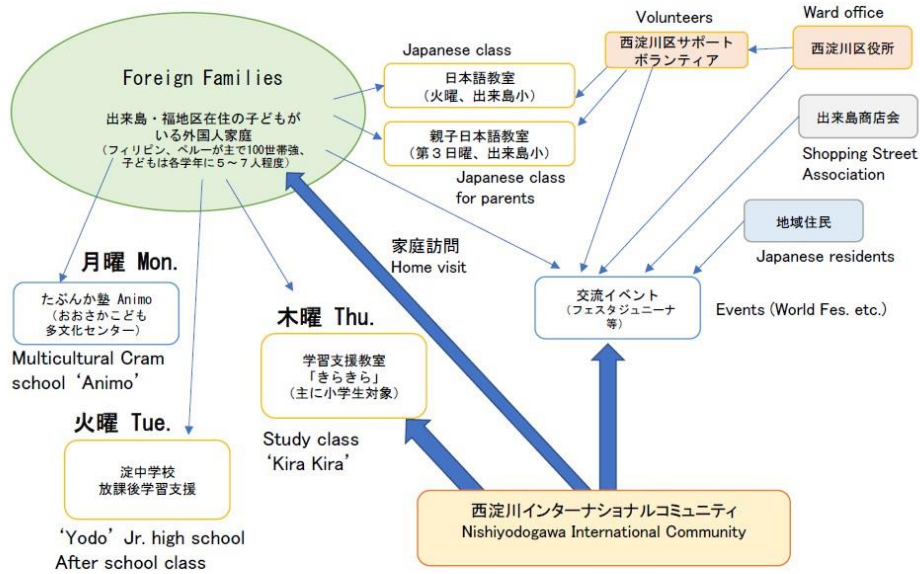 Foreign Families
出来島・福地区在住の子どもが
いる外国人家庭
(フィリピン、ペルーが主で100世帯強、
子どもは各学年に５～７人程度)
Japanese class
日本語教室
(火曜、出来島小)
親子日本語教室
(第３日曜、出来島小)
Japanese class
for parents
Volunteers
西淀川区サポート
ボランティア
Ward office
西淀川区役所
出来島商店会
Shopping Street
Association
地域住民
Japanese residents
家庭訪問
Home visit
交流イベント
(フェスタジュニーナ
等)
Events (World Fes. etc.)
月曜 Mon.
たぶんか塾 Animo
(おおさかこども
多文化センター)
Multicultural Cram
school ‘Animo’
火曜 Tue.
淀中学校
放課後学習支援
‘Yodo’ Jr. high school
After school class
木曜 Thu.
学習支援教室
「きらきら」
(主に小学生対象)
Study class
‘Kira Kira’
西淀川インターナショナルコミュニティ
Nishiyodogawa International Community